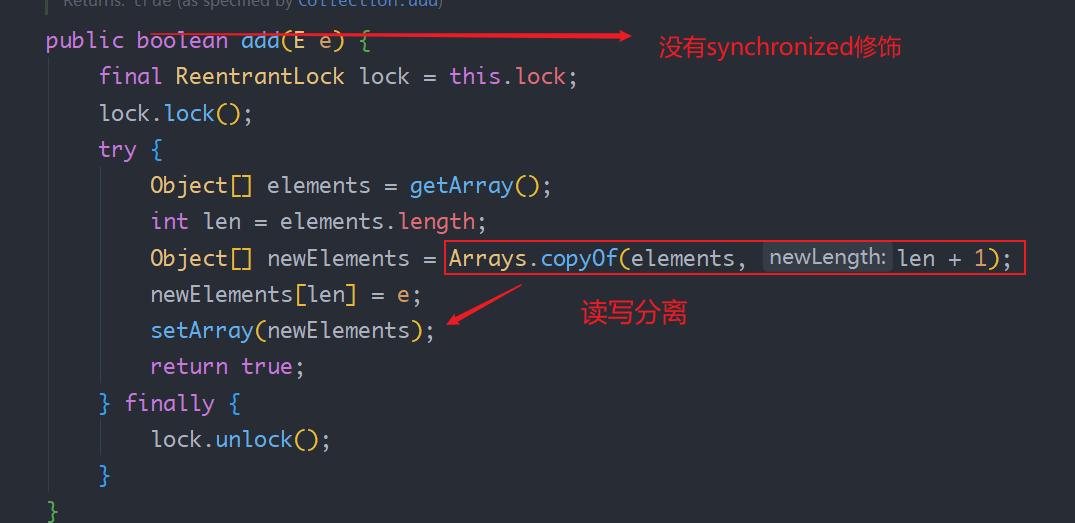 Returns: true (as specified by Collection.add)
public boolean add(E e) {
没有synchronized修饰
final ReentrantLock lock = this.lock;
lock.lock();
try {
Object[] elements = getArray();
int len = elements.length;
Object[] newElements = Arrays.copyOf(elements, newLength: len + 1);
newElements[len] = e;
读写分离
setArray(newElements);
return true;
} finally {
lock.unlock();
}
}